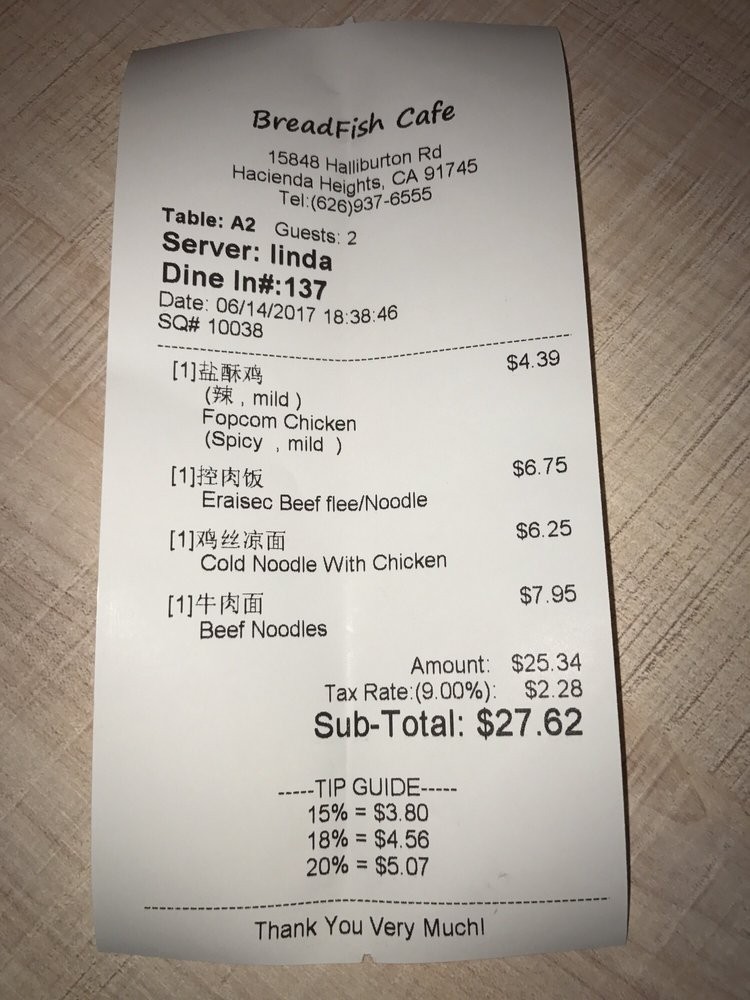 BreadFish Cafe
15848 Halliburton Rd
Hacienda Heights, CA 91745
Tel:(626)937-6555
Table: A2 Guests: 2
Server: linda
Dine In#:137
Date: 06/14/2017 18:38:46
SQ# 10038
[1]盐酥鸡 $4.39
(辣 , mild )
Fopcom Chicken
(Spicy , mild )
[1]控肉饭 $6.75
Eraisec Beef flee/Noodle
[1]鸡丝凉面 $6.25
Cold Noodle With Chicken
[1]牛肉面 $7.95
Beef Noodles
Amount: $25.34
Tax Rate:(9.00%): $2.28
Sub-Total: $27.62
-----TIP GUIDE-----
15% = $3.80
18% = $4.56
20% = $5.07
Thank You Very Much!